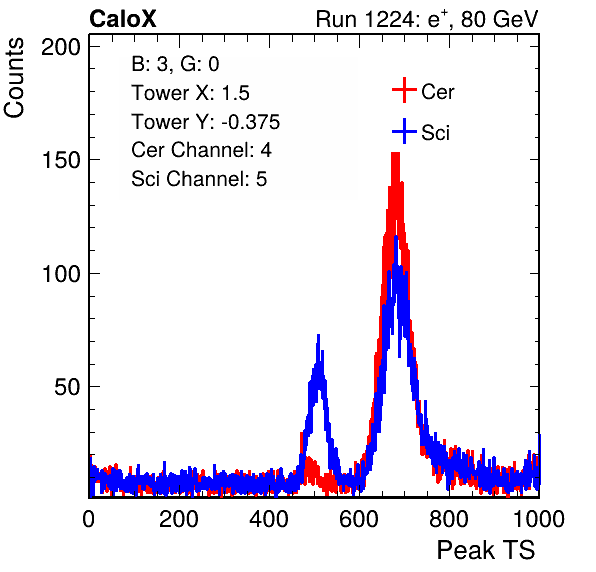 CaloX Run 1224: e⁺, 80 GeV
Counts
200
150
100
50
B: 3, G: 0
Tower X: 1.5
Tower Y: -0.375
Cer Channel: 4
Sci Channel: 5
Cer
Sci
0 200 400 600 800 1000
Peak TS